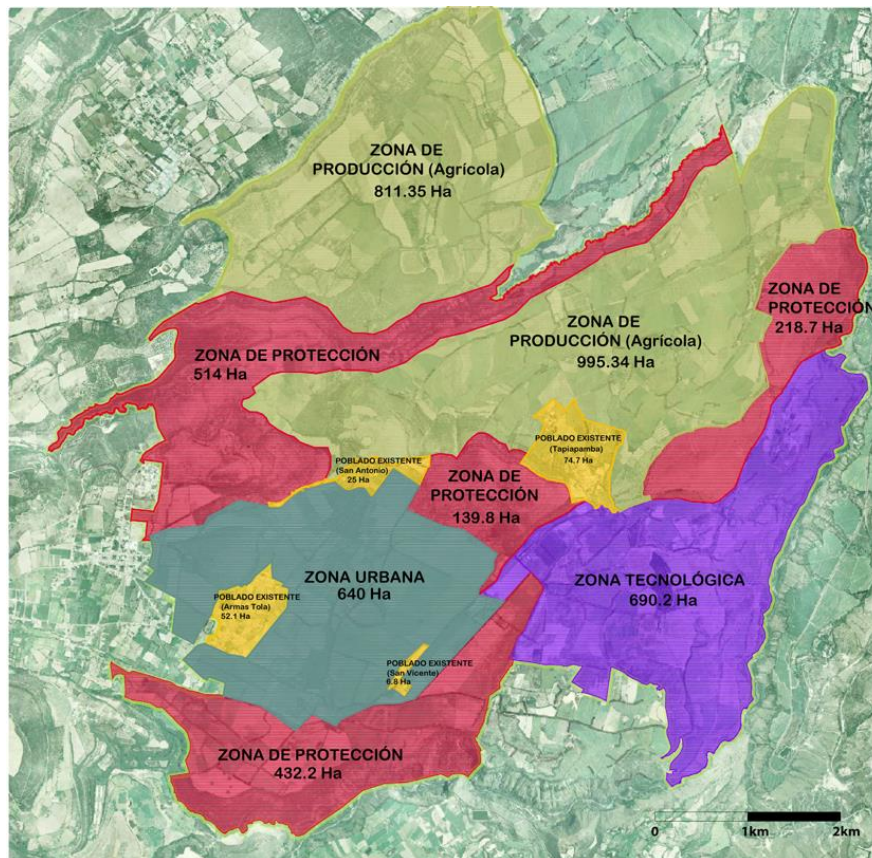 ZONA DE
PRODUCCIÓN (Agrícola)
811.35 Ha
ZONA DE
PROTECCIÓN
218.7 Ha
ZONA DE
PRODUCCIÓN (Agrícola)
995.34 Ha
ZONA DE PROTECCIÓN
514 Ha
POBLADO EXISTENTE
(Tapiapamba)
74.7 Ha
POBLADO EXISTENTE
(San Antonio)
25 Ha
ZONA DE
PROTECCIÓN
139.8 Ha
ZONA URBANA
640 Ha
ZONA TECNOLÓGICA
690.2 Ha
POBLADO EXISTENTE
(Armas Tola)
52.1 Ha
POBLADO EXISTENTE
(San Vicente)
6.8 Ha
ZONA DE PROTECCIÓN
432.2 Ha
0 1km 2km